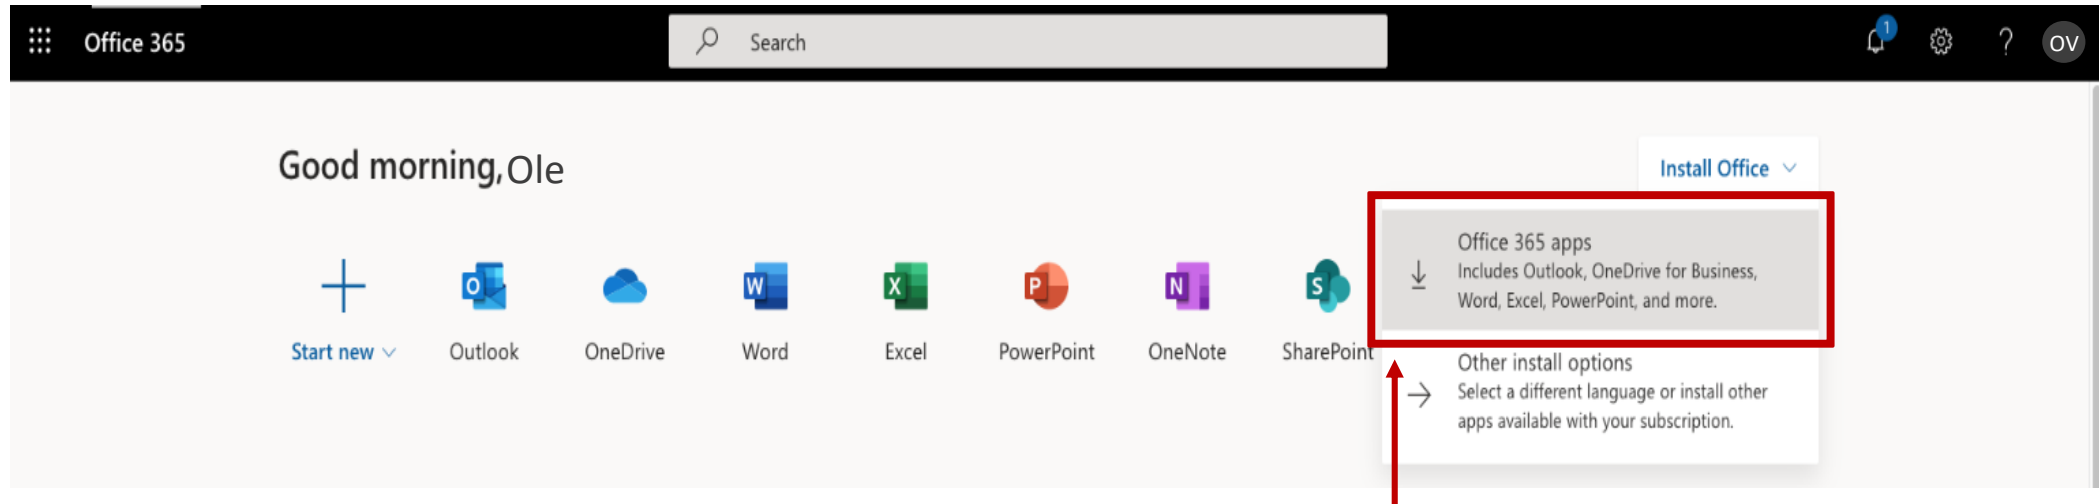 Office 365
Search
1
?
OV
Good morning, Ole
Install Office
Office 365 apps
Includes Outlook, OneDrive for Business,
Word, Excel, PowerPoint, and more.
O
W
X
P
N
S
Start new
Outlook
OneDrive
Word
Excel
PowerPoint
OneNote
SharePoint
Other install options
Select a different language or install other
apps available with your subscription.